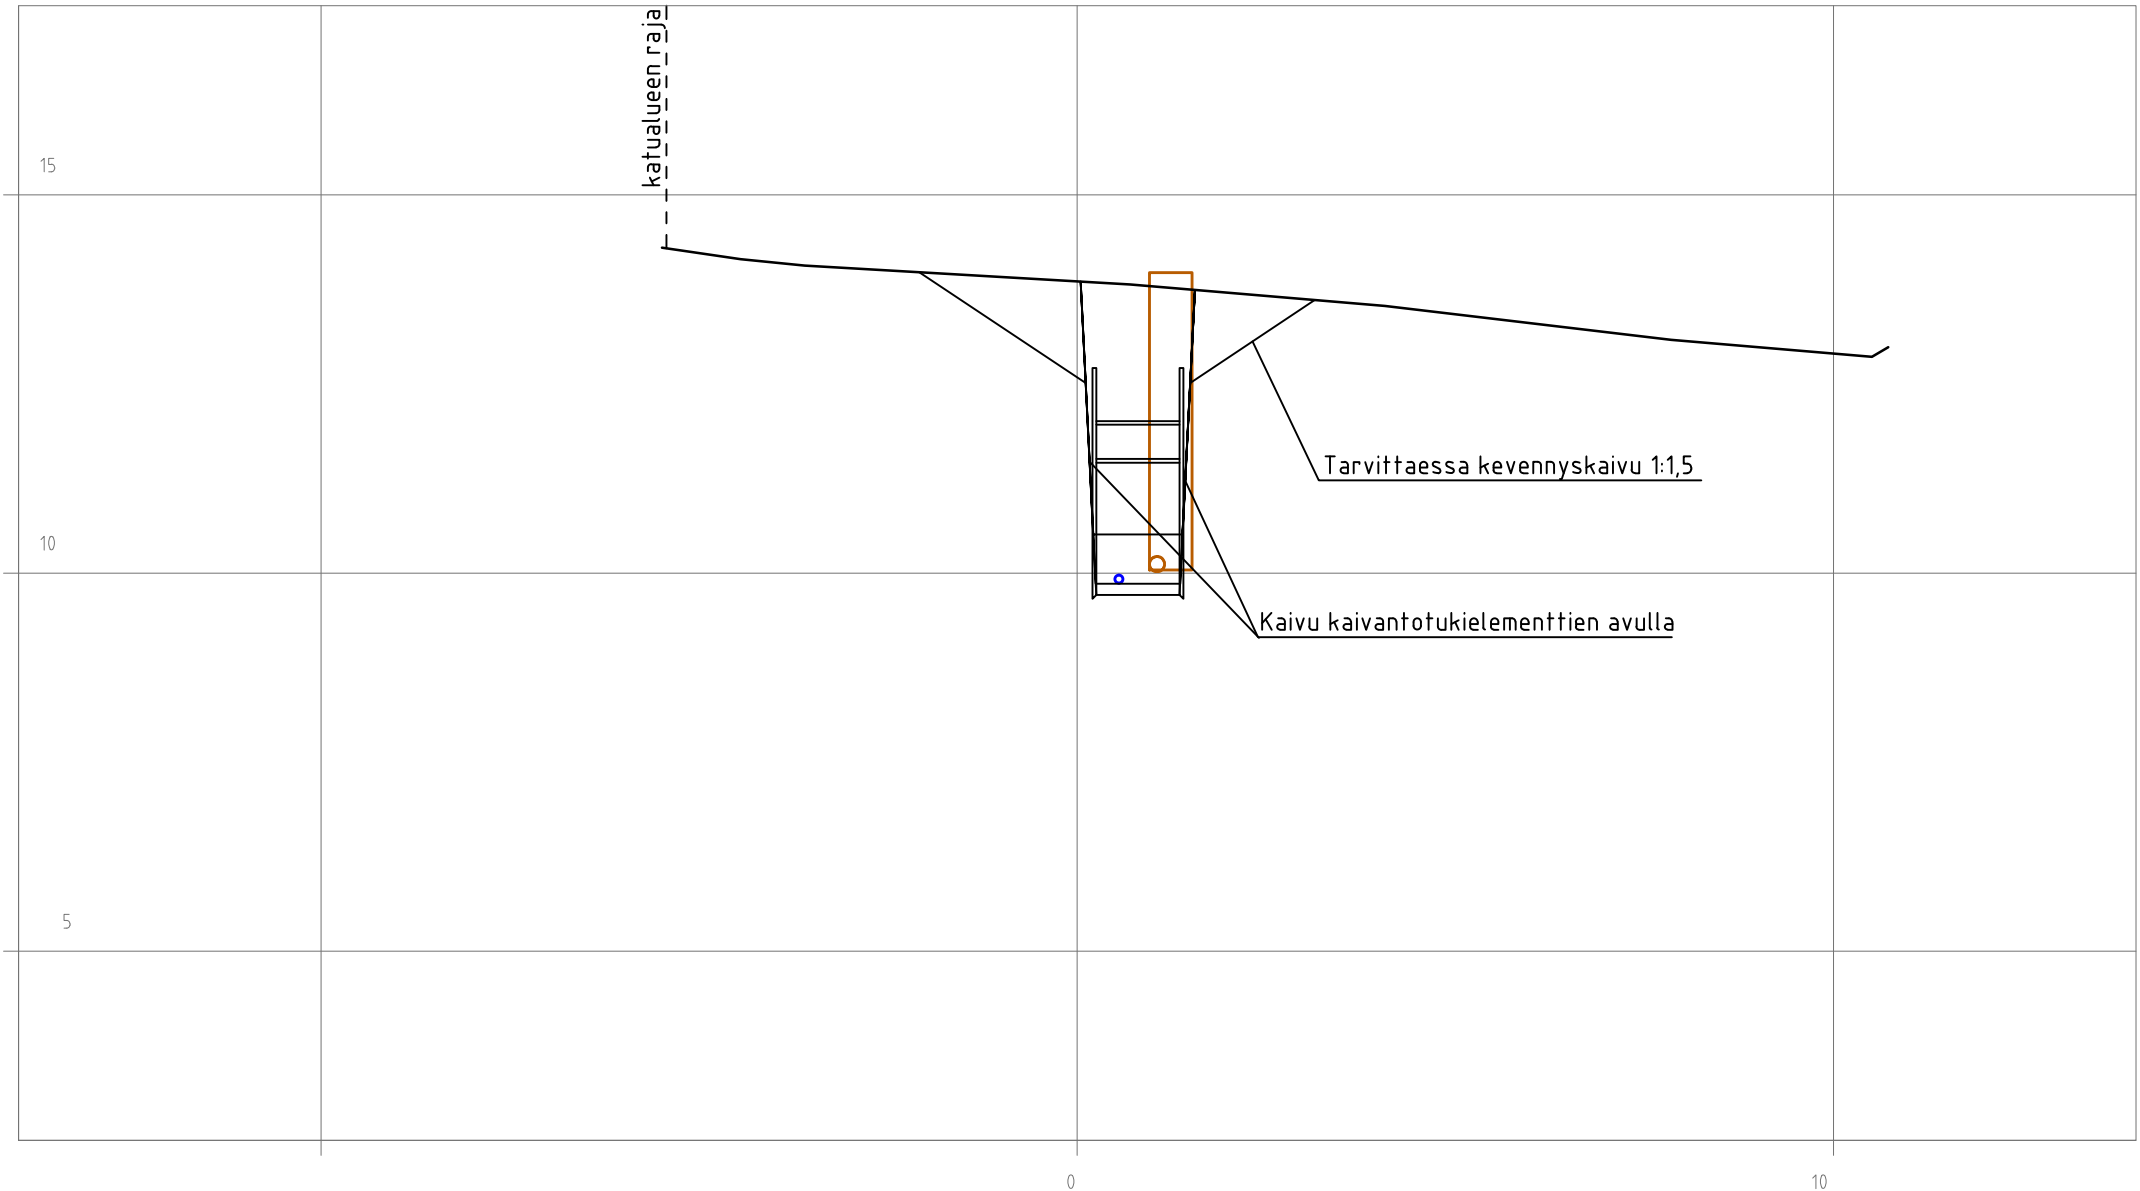 katualueen raja
15
Tarvittaessa kevennyskaivu 1:1,5
10
Kaivu kaivantotukielementtien avulla
5
0
10